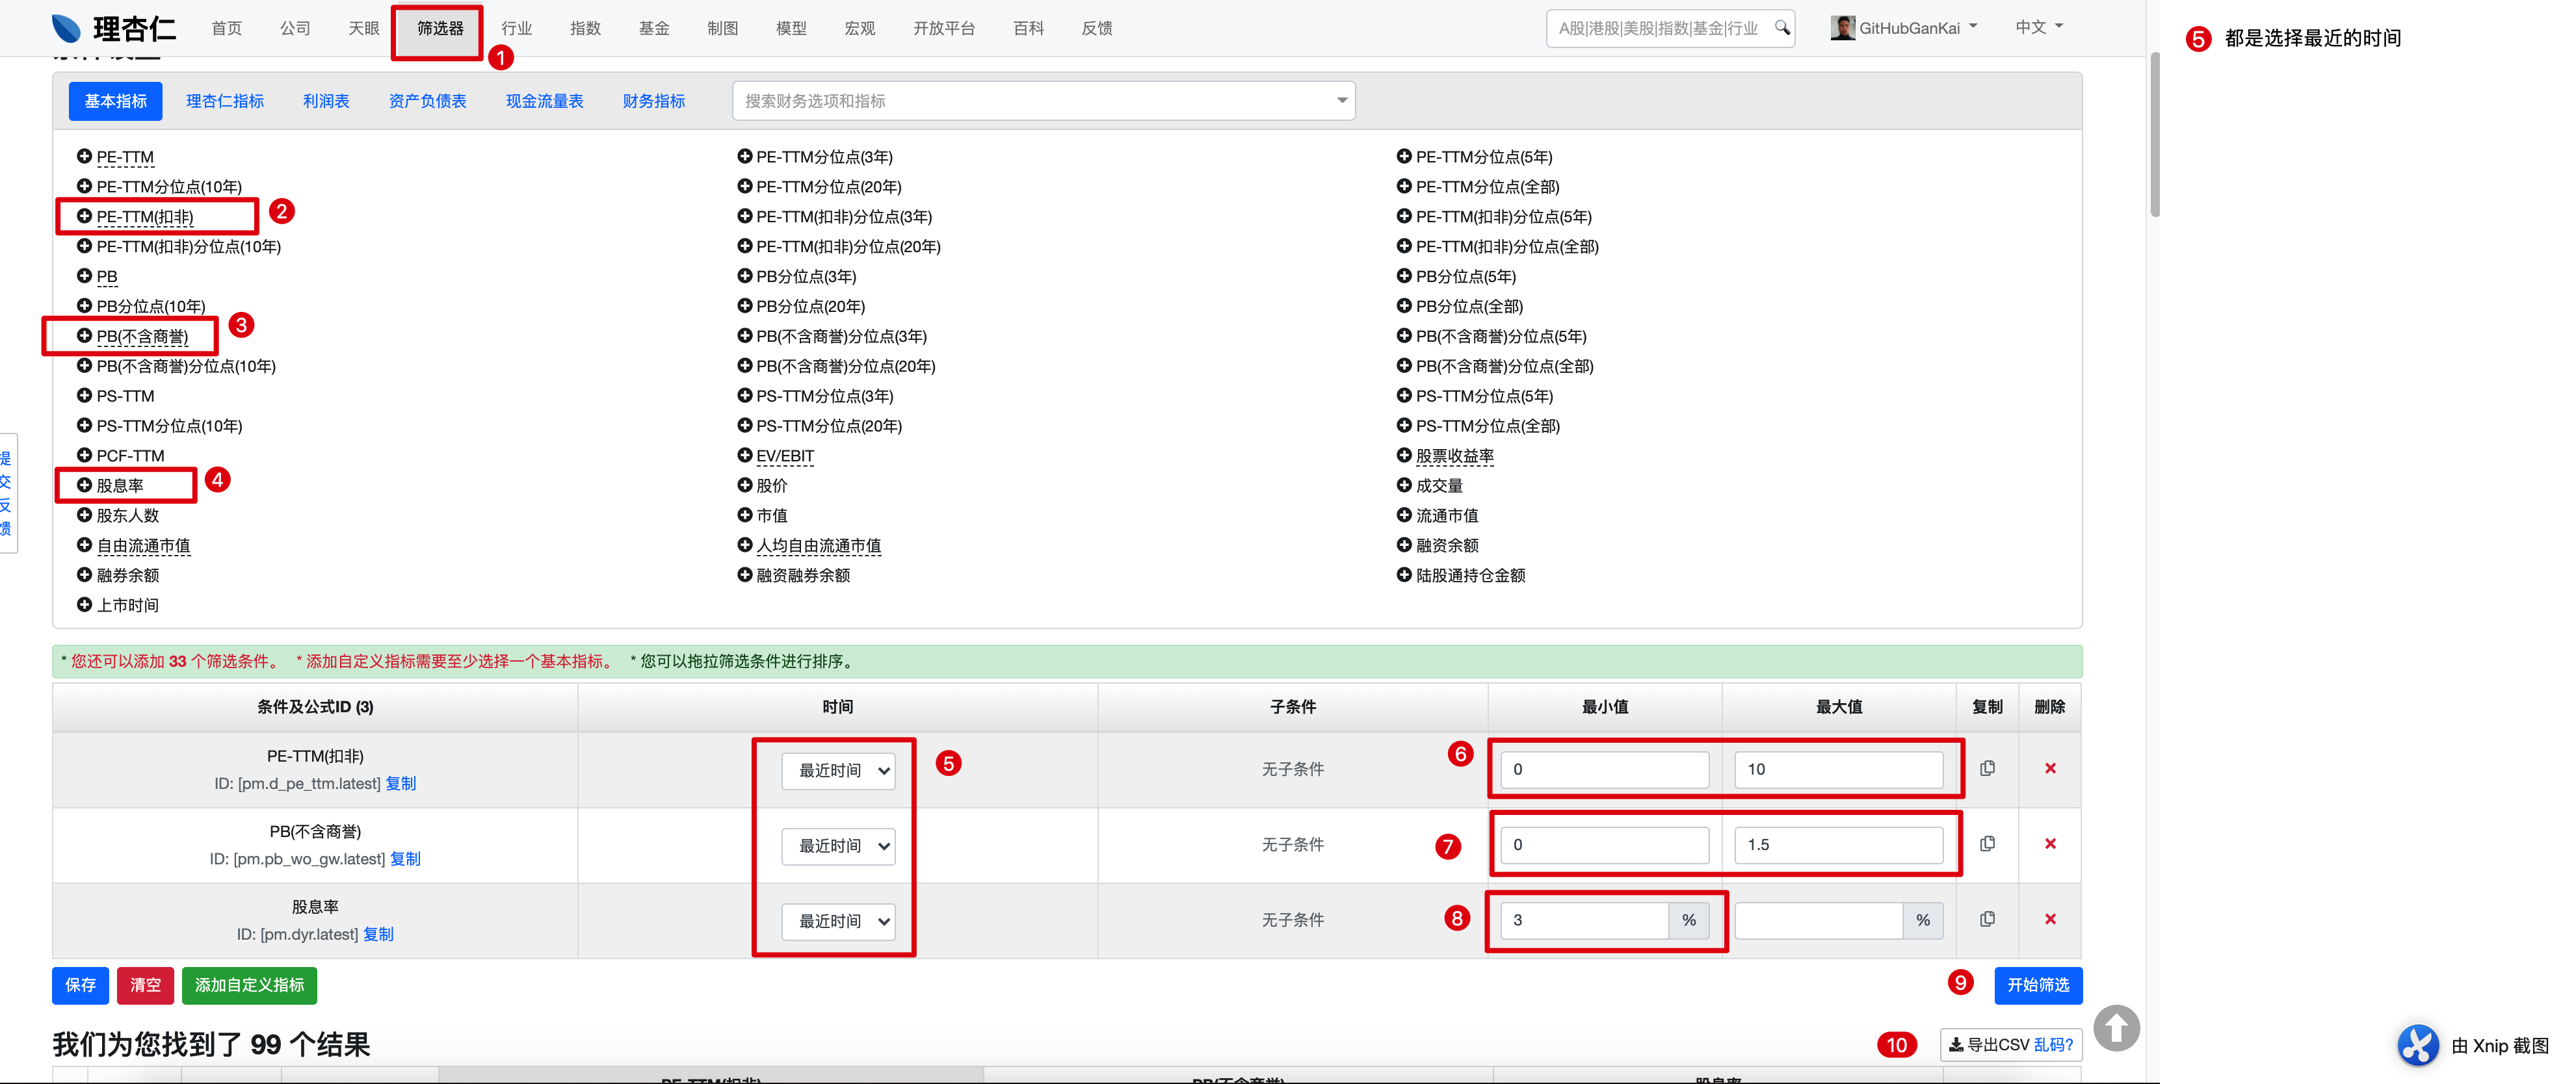 理杏仁 首页 公司 天眼 筛选器 行业 指数 基金 制图 模型 宏观 开放平台 百科 反馈 A股|港股|美股|指数|基金|行业 GitHubGanKai 中文
1
5 都是选择最近的时间
基本指标 理杏仁指标 利润表 资产负债表 现金流量表 财务指标 搜索财务选项和指标
PE-TTM PE-TTM分位点(3年) PE-TTM分位点(5年)
PE-TTM分位点(10年) PE-TTM分位点(20年) PE-TTM分位点(全部)
PE-TTM(扣非) 2 PE-TTM(扣非)分位点(3年) PE-TTM(扣非)分位点(5年)
PE-TTM(扣非)分位点(10年) PE-TTM(扣非)分位点(20年) PE-TTM(扣非)分位点(全部)
PB PB分位点(3年) PB分位点(5年)
PB分位点(10年) PB分位点(20年) PB分位点(全部)
PB(不含商誉) 3 PB(不含商誉)分位点(3年) PB(不含商誉)分位点(5年)
PB(不含商誉)分位点(10年) PB(不含商誉)分位点(20年) PB(不含商誉)分位点(全部)
PS-TTM PS-TTM分位点(3年) PS-TTM分位点(5年)
PS-TTM分位点(10年) PS-TTM分位点(20年) PS-TTM分位点(全部)
PCF-TTM EV/EBIT 股票收益率
股息率 4 股价 成交量
股东人数 市值 流通市值
自由流通市值 人均自由流通市值 融资余额
融券余额 融资融券余额 陆股通持仓金额
上市时间
提交反馈
* 您还可以添加 33 个筛选条件。 * 添加自定义指标需要至少选择一个基本指标。 * 您可以拖拉筛选条件进行排序。
条件及公式ID (3) 时间 子条件 最小值 最大值 复制 删除
PE-TTM(扣非)
ID: [pm.d_pe_ttm.latest] 复制 最近时间 5 无子条件 6 0 10
PB(不含商誉)
ID: [pm.pb_wo_gw.latest] 复制 最近时间 无子条件 7 0 1.5
股息率
ID: [pm.dyr.latest] 复制 最近时间 无子条件 8 3 % %
保存 清空 添加自定义指标 9 开始筛选
我们为您找到了 99 个结果 10 导出CSV 乱码?
PE-TTM(扣非) PB(不含商誉) 股息率
由 Xnip 截图